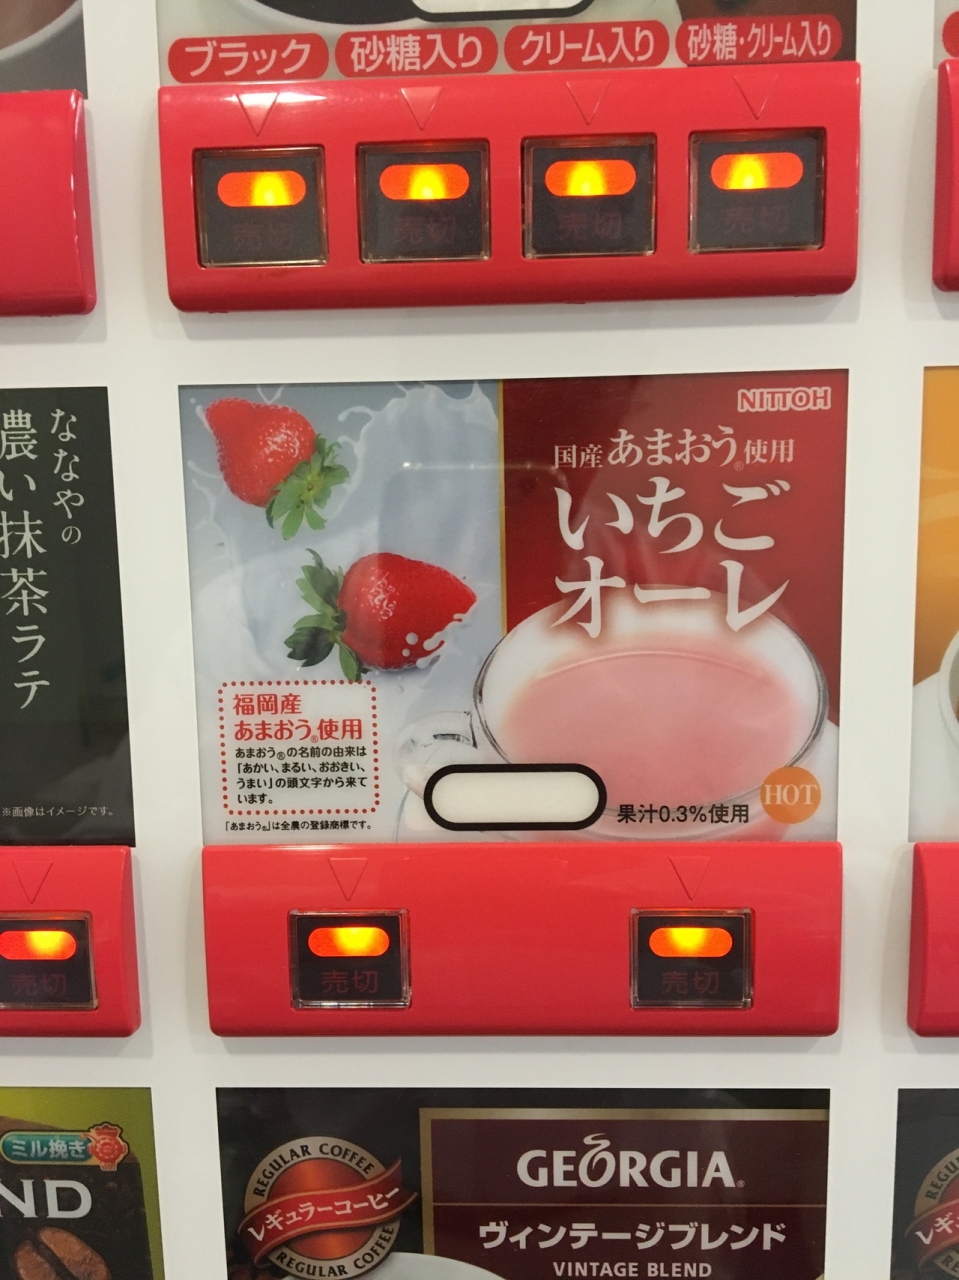 ブラック
砂糖入り
クリーム入り
砂糖・クリーム入り
売切
売切
売切
売切
ななやの
濃い抹茶ラテ
※画像はイメージです。
NITTOH
国産あまおう®使用
いちご
オーレ
福岡産
あまおう®使用
あまおう®の名前の由来は
「あかい、まるい、おおきい、
うまい」の頭文字から来て
います。
「あまおう®」は全農の登録商標です。
果汁0.3%使用
HOT
売切
売切
売切
ミル挽き
ND
REGULAR COFFEE
レギュラーコーヒー
REGULAR COFFEE
GEORGIA®
ヴィンテージブレンド
VINTAGE BLEND